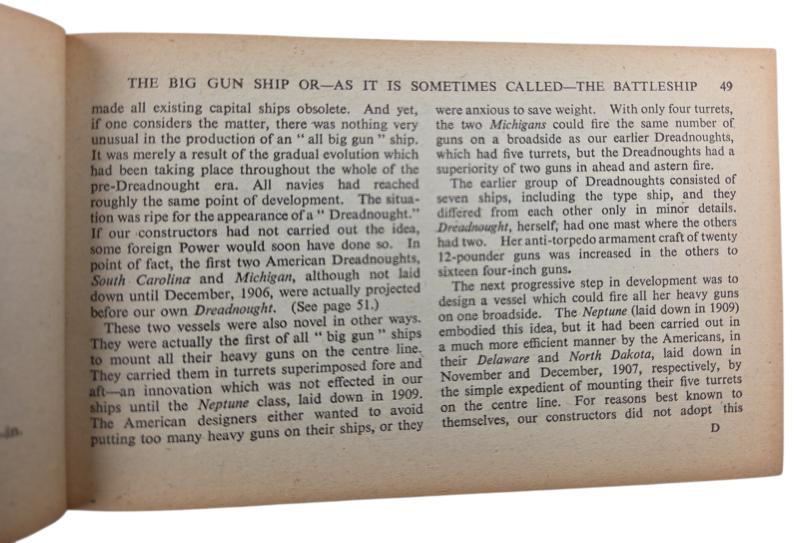 THE BIG GUN SHIP OR—AS IT IS SOMETIMES CALLED—THE BATTLESHIP 49
made all existing capital ships obsolete. And yet,
if one considers the matter, there was nothing very
unusual in the production of an “ all big gun ” ship.
It was merely a result of the gradual evolution which
had been taking place throughout the whole of the
pre-Dreadnought era. All navies had reached
roughly the same point of development. The situa-
tion was ripe for the appearance of a “ Dreadnought.”
If our constructors had not carried out the idea,
some foreign Power would soon have done so. In
point of fact, the first two American Dreadnoughts,
South Carolina and Michigan, although not laid
down until December, 1906, were actually projected
before our own Dreadnought. (See page 51.)
These two vessels were also novel in other ways.
They were actually the first of all “ big gun ” ships
to mount all their heavy guns on the centre line.
They carried them in turrets superimposed fore and
aft—an innovation which was not effected in our
ships until the Neptune class, laid down in 1909.
The American designers either wanted to avoid
putting too many heavy guns on their ships, or they
were anxious to save weight. With only four turrets,
the two Michigans could fire the same number of
guns on a broadside as our earlier Dreadnoughts,
which had five turrets, but the Dreadnoughts had a
superiority of two guns in ahead and astern fire.
The earlier group of Dreadnoughts consisted of
seven ships, including the type ship, and they
differed from each other only in minor details.
Dreadnought, herself, had one mast where the others
had two. Her anti-torpedo armament craft of twenty
12-pounder guns was increased in the others to
sixteen four-inch guns.
The next progressive step in development was to
design a vessel which could fire all her heavy guns
on one broadside. The Neptune (laid down in 1909)
embodied this idea, but it had been carried out in
a much more efficient manner by the Americans, in
their Delaware and North Dakota, laid down in
November and December, 1907, respectively, by
the simple expedient of mounting their five turrets
on the centre line. For reasons best known to
themselves, our constructors did not adopt this
D